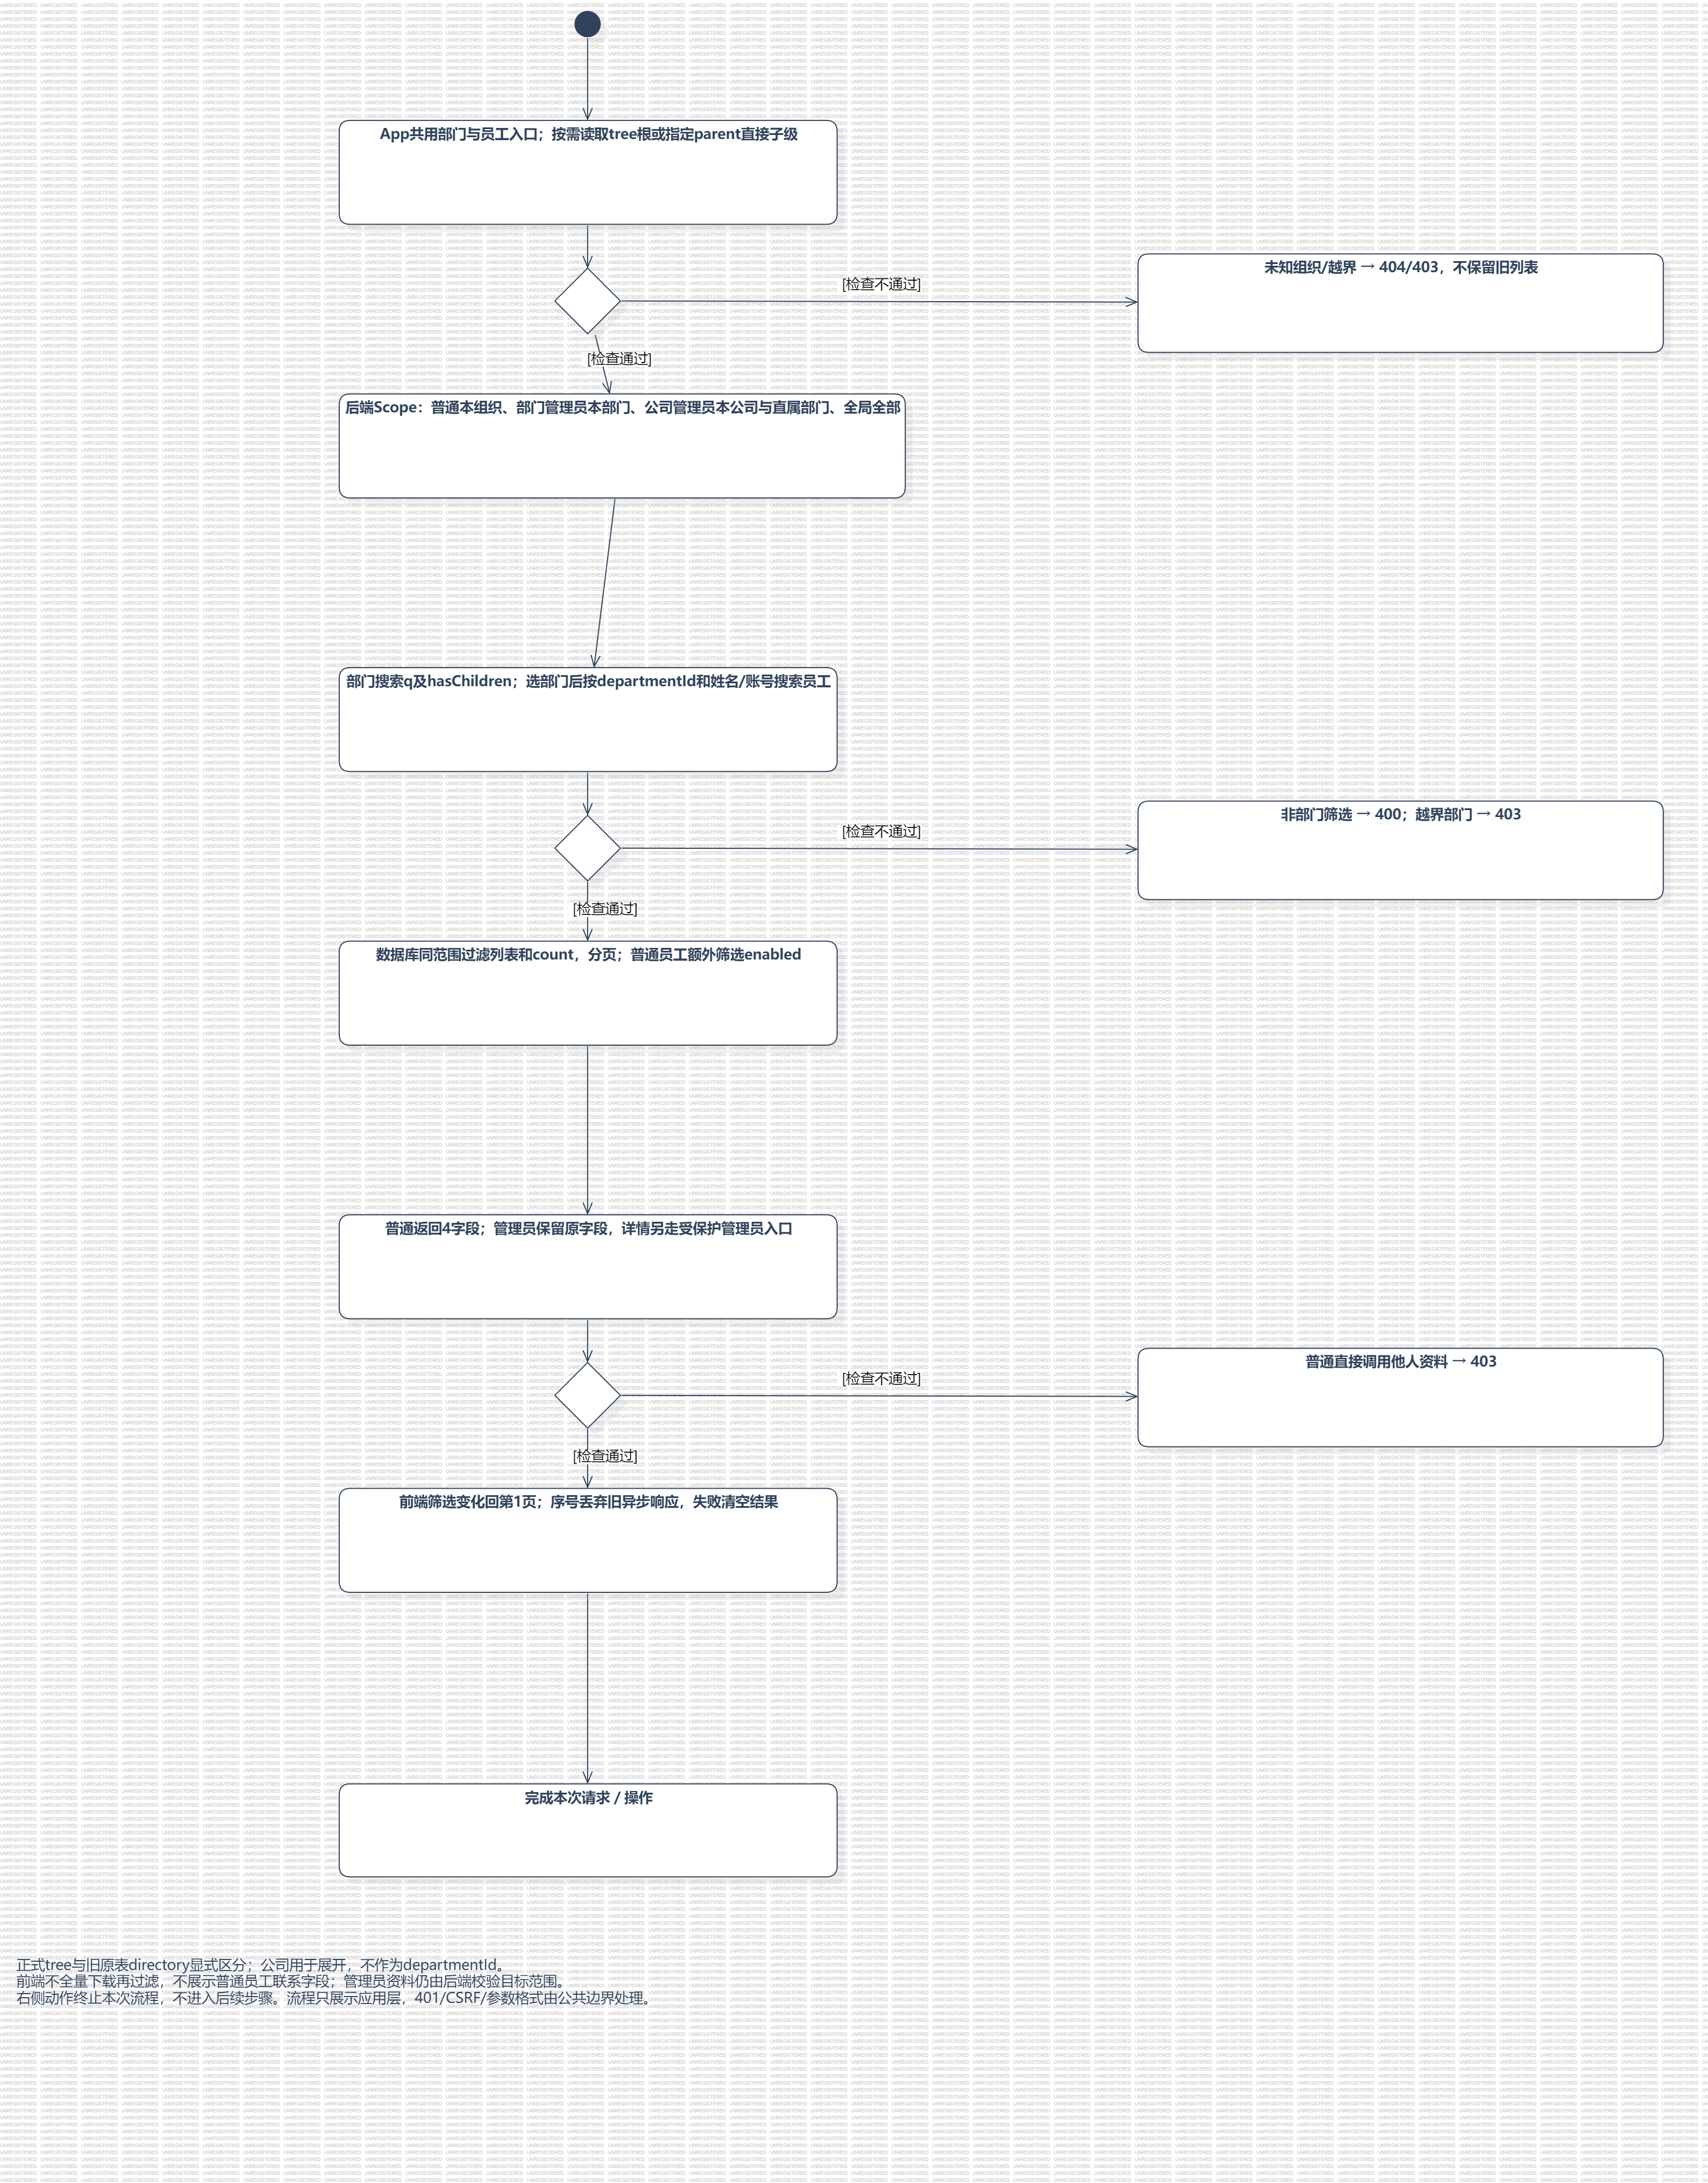 App共用部门与员工入口；按需读取tree根或指定parent直接子级
[检查不通过]
未知组织/越界 → 404/403，不保留旧列表
[检查通过]
后端Scope：普通本组织、部门管理员本部门、公司管理员本公司与直属部门、全局全部
部门搜索q及hasChildren；选部门后按departmentId和姓名/账号搜索员工
[检查不通过]
非部门筛选 → 400；越界部门 → 403
[检查通过]
数据库同范围过滤列表和count，分页；普通员工额外筛选enabled
普通返回4字段；管理员保留原字段，详情另走受保护管理员入口
[检查不通过]
普通直接调用他人资料 → 403
[检查通过]
前端筛选变化回第1页；序号丢弃旧异步响应，失败清空结果
完成本次请求 / 操作
正式tree与旧原表directory显式区分；公司用于展开，不作为departmentId。
前端不全量下载再过滤，不展示普通员工联系字段；管理员资料仍由后端校验目标范围。
右侧动作终止本次流程，不进入后续步骤。流程只展示应用层，401/CSRF/参数格式由公共边界处理。
UNREGISTERED